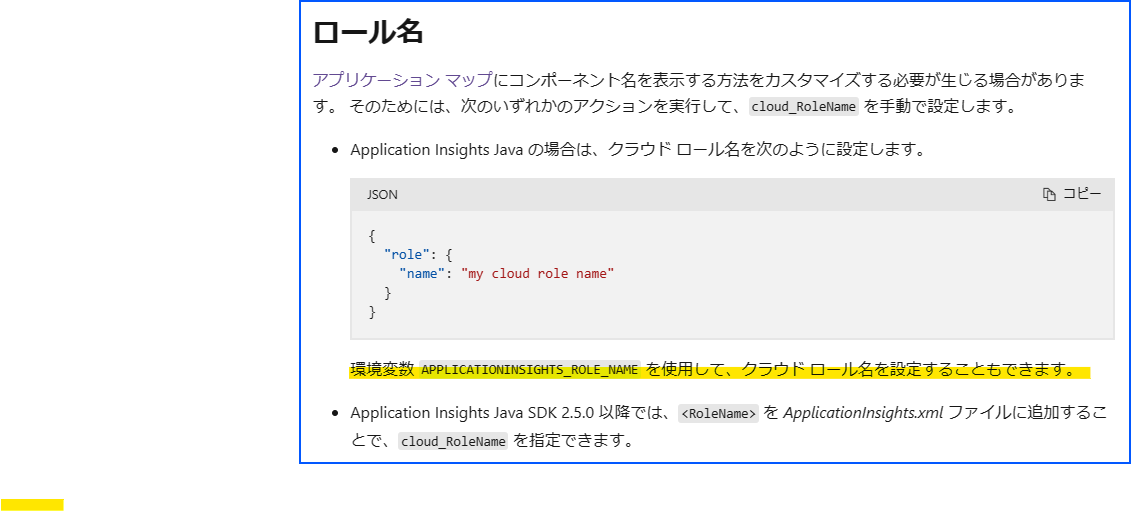 ロール名
アプリケーション マップにコンポーネント名を表示する方法をカスタマイズする必要が生じる場合がありま
す。 そのためには、次のいずれかのアクションを実行して、cloud_RoleName を手動で設定します。
• Application Insights Java の場合は、クラウド ロール名を次のように設定します。
JSON コピー
{
  "role": {
    "name": "my cloud role name"
  }
}
環境変数 APPLICATIONINSIGHTS_ROLE_NAME を使用して、クラウド ロール名を設定することもできます。
• Application Insights Java SDK 2.5.0 以降では、<RoleName> を ApplicationInsights.xml ファイルに追加するこ
とで、cloud_RoleName を指定できます。